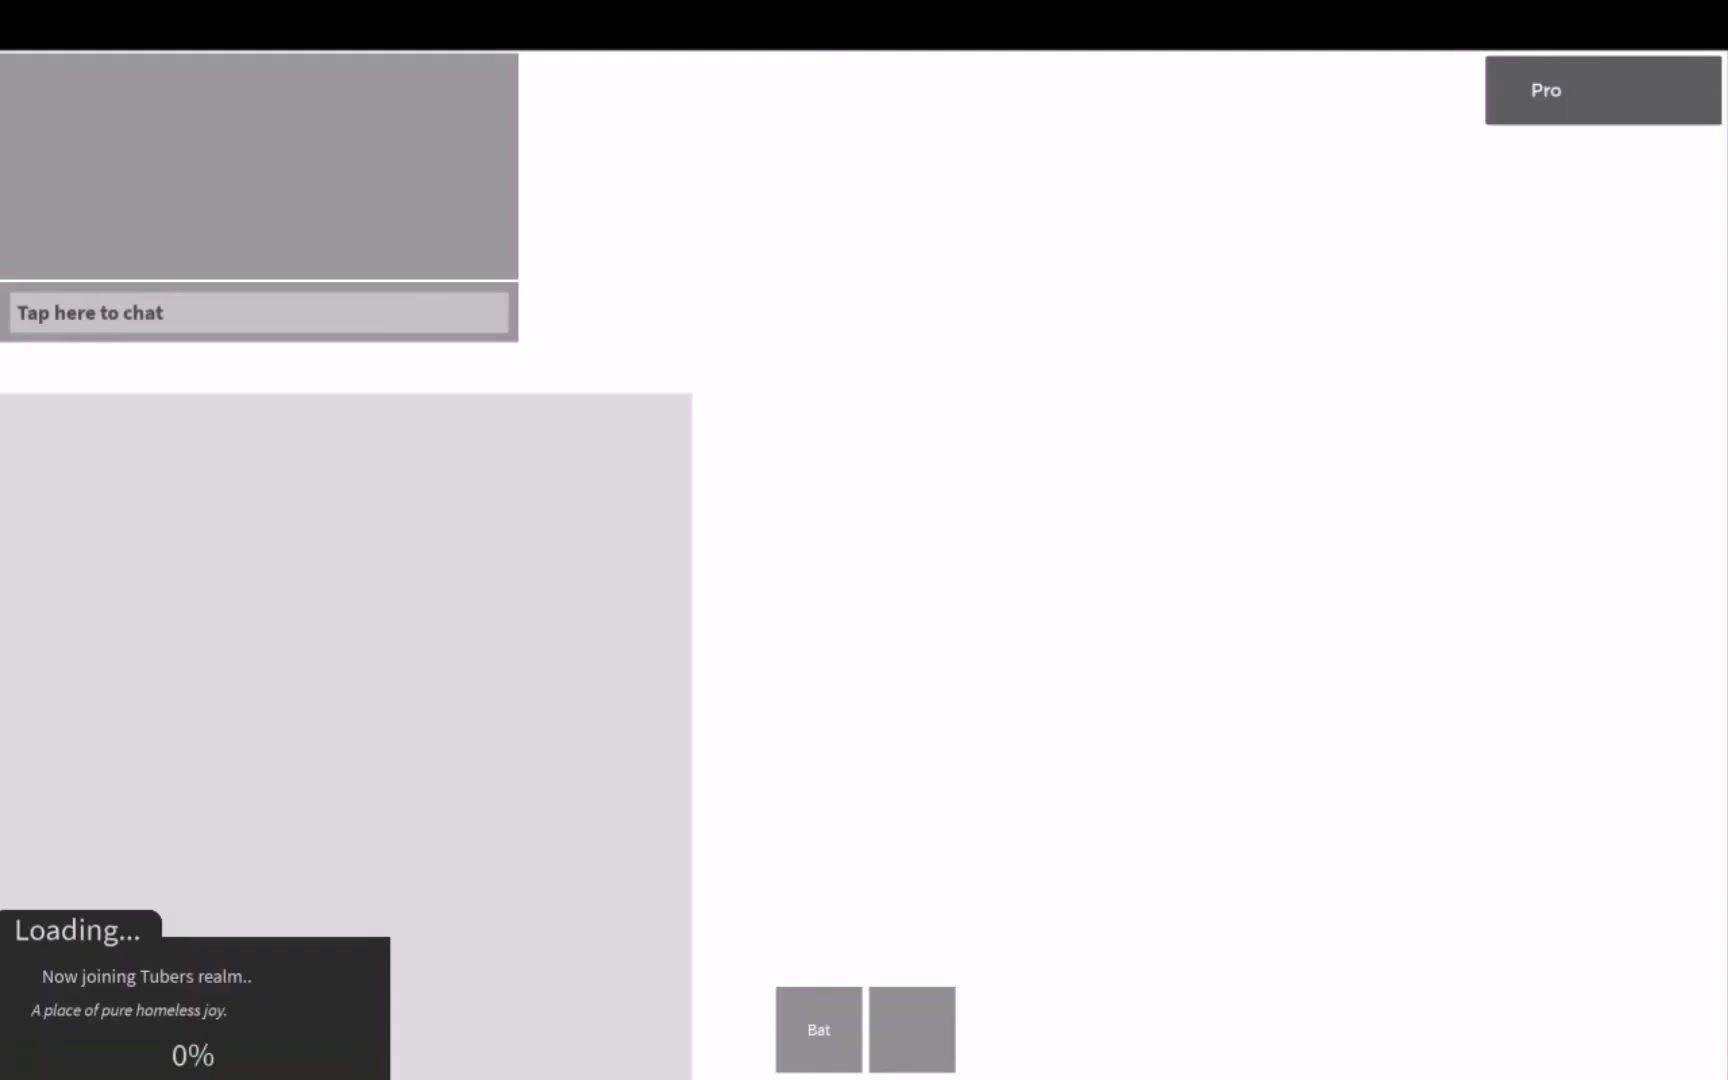 Pro
Tap here to chat
Loading...
Now joining Tubers realm..
A place of pure homeless joy.
0%
Bat